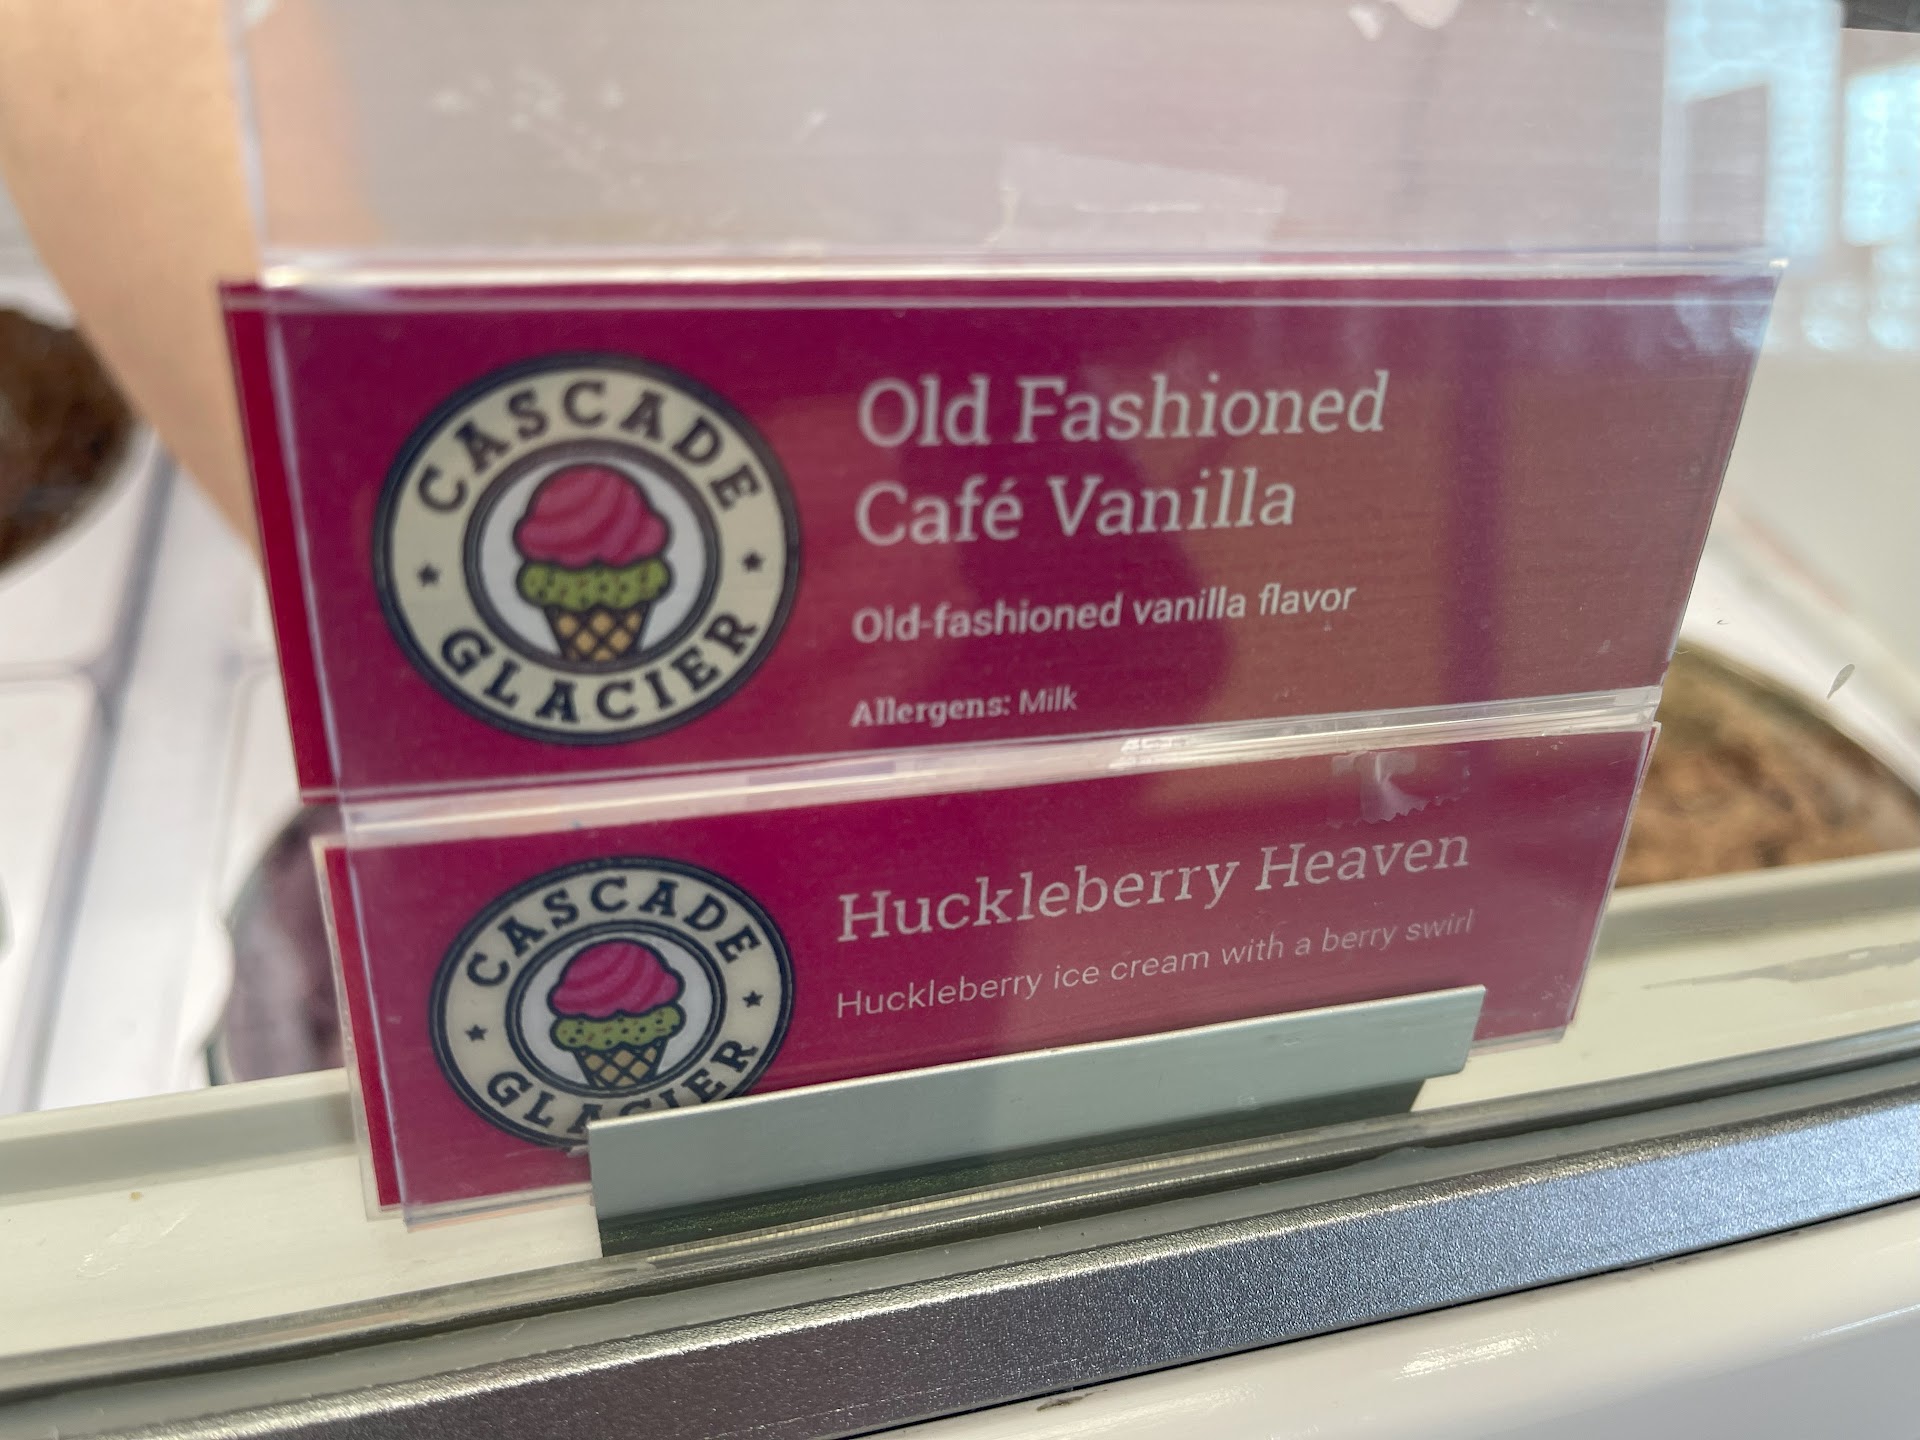 CASCADE
GLACIER
Old Fashioned
Café Vanilla
Old-fashioned vanilla flavor
Allergens: Milk
CASCADE
GLACIER
Huckleberry Heaven
Huckleberry ice cream with a berry swirl